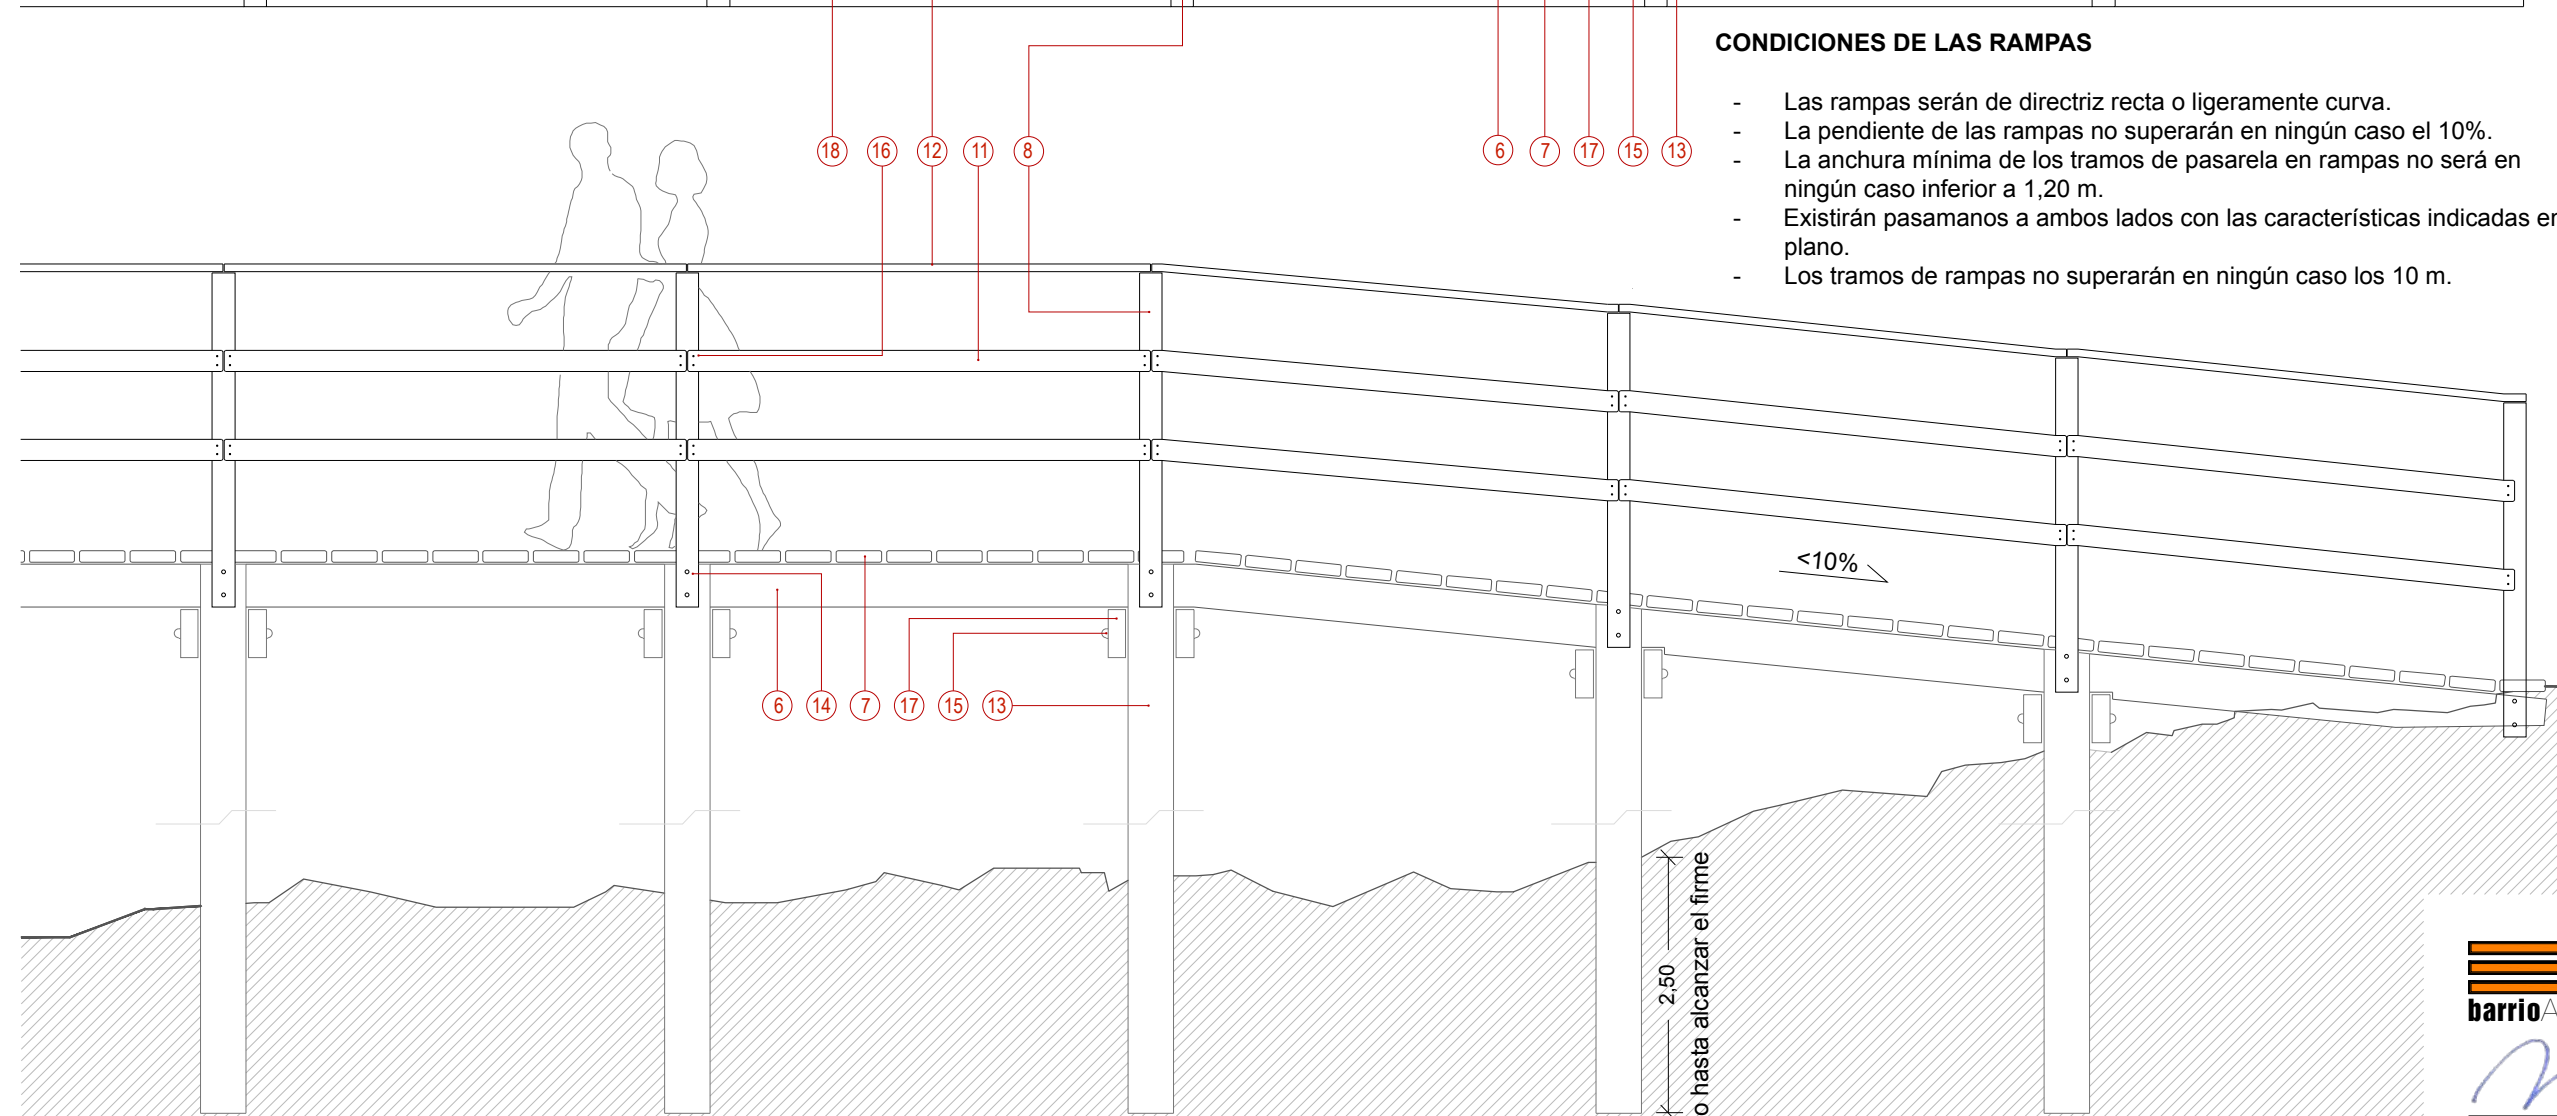 CONDICIONES DE LAS RAMPAS
- Las rampas serán de directriz recta o ligeramente curva.
- La pendiente de las rampas no superarán en ningún caso el 10%.
- La anchura mínima de los tramos de pasarela en rampas no será en
ningún caso inferior a 1,20 m.
- Existirán pasamanos a ambos lados con las características indicadas en
plano.
- Los tramos de rampas no superarán en ningún caso los 10 m.
18 16 12 11 8 6 7 17 15 13
<10%
6 14 7 17 15 13
2,50
o hasta alcanzar el firme
barrioA